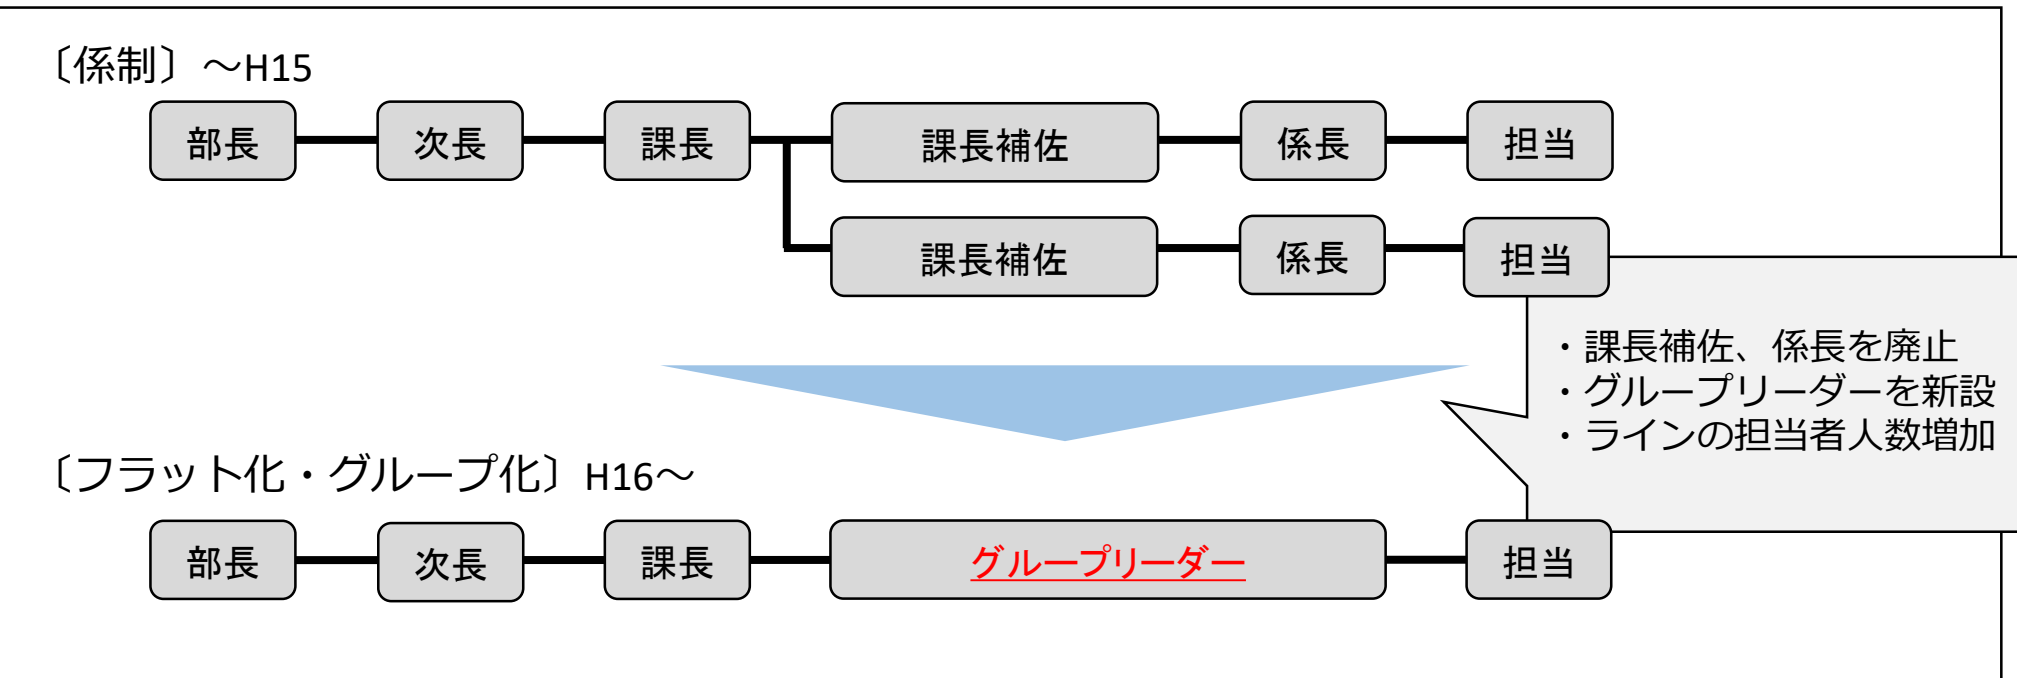 〔係制〕～H15
部長 次長 課長 課長補佐 係長 担当
課長補佐 係長 担当
・課長補佐、係長を廃止
・グループリーダーを新設
・ラインの担当者人数増加
〔フラット化・グループ化〕H16～
部長 次長 課長 グループリーダー 担当